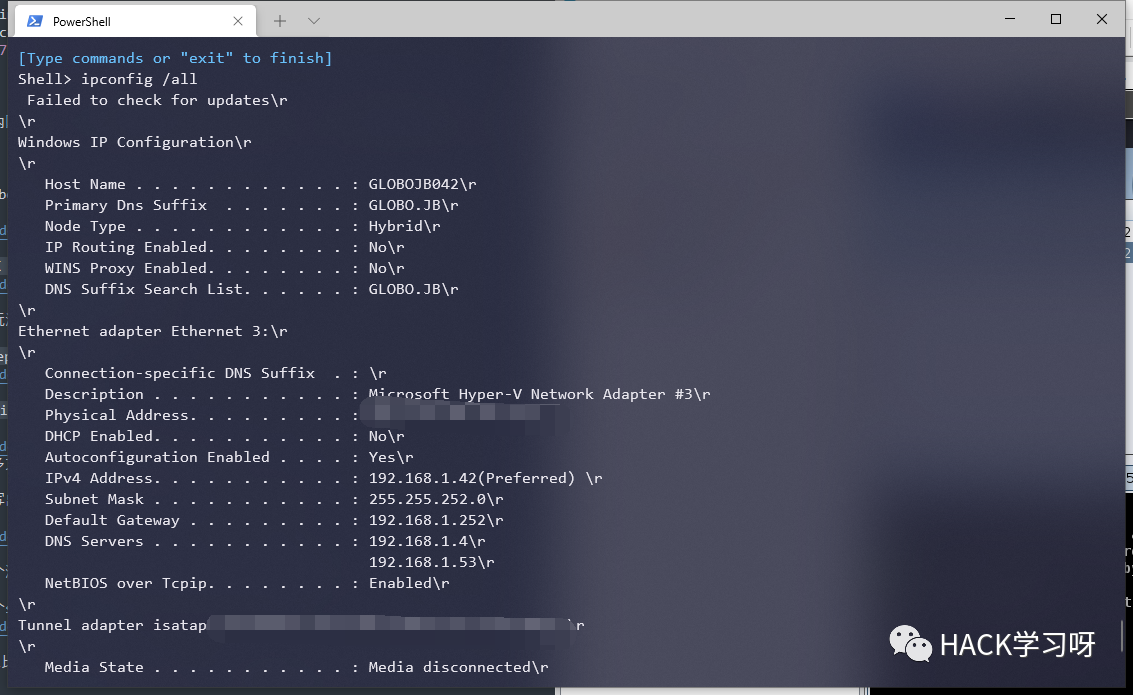 PowerShell
[Type commands or "exit" to finish]
Shell> ipconfig /all
Failed to check for updates\r
\r
Windows IP Configuration\r
\r
Host Name . . . . . . . . . . . . : GLOBOJB042\r
Primary Dns Suffix  . . . . . . . : GLOBO.JB\r
Node Type . . . . . . . . . . . . : Hybrid\r
IP Routing Enabled. . . . . . . . : No\r
WINS Proxy Enabled. . . . . . . . : No\r
DNS Suffix Search List. . . . . . : GLOBO.JB\r
\r
Ethernet adapter Ethernet 3:\r
\r
Connection-specific DNS Suffix  . : \r
Description . . . . . . . . . . . : Microsoft Hyper-V Network Adapter #3\r
Physical Address. . . . . . . . . :
DHCP Enabled. . . . . . . . . . . : No\r
Autoconfiguration Enabled . . . . : Yes\r
IPv4 Address. . . . . . . . . . . : 192.168.1.42(Preferred) \r
Subnet Mask . . . . . . . . . . . : 255.255.252.0\r
Default Gateway . . . . . . . . . : 192.168.1.252\r
DNS Servers . . . . . . . . . . . : 192.168.1.4\r
192.168.1.53\r
NetBIOS over Tcpip. . . . . . . . : Enabled\r
\r
Tunnel adapter isatap \r
\r
Media State . . . . . . . . . . . : Media disconnected\r
HACK学习呀